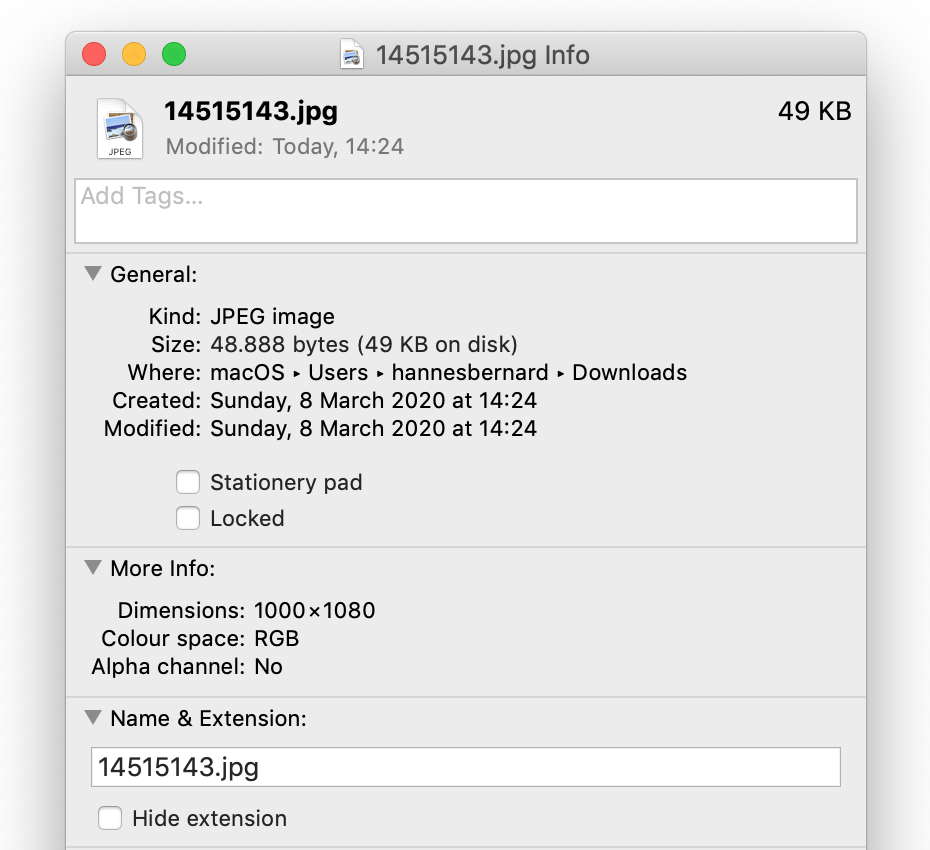 14515143.jpg Info
JPEG
14515143.jpg
49 KB
Modified: Today, 14:24
Add Tags...
General:
Kind: JPEG image
Size: 48.888 bytes (49 KB on disk)
Where: macOS ▸ Users ▸ hannesbernard ▸ Downloads
Created: Sunday, 8 March 2020 at 14:24
Modified: Sunday, 8 March 2020 at 14:24
Stationery pad
Locked
More Info:
Dimensions: 1000×1080
Colour space: RGB
Alpha channel: No
Name & Extension:
14515143.jpg
Hide extension